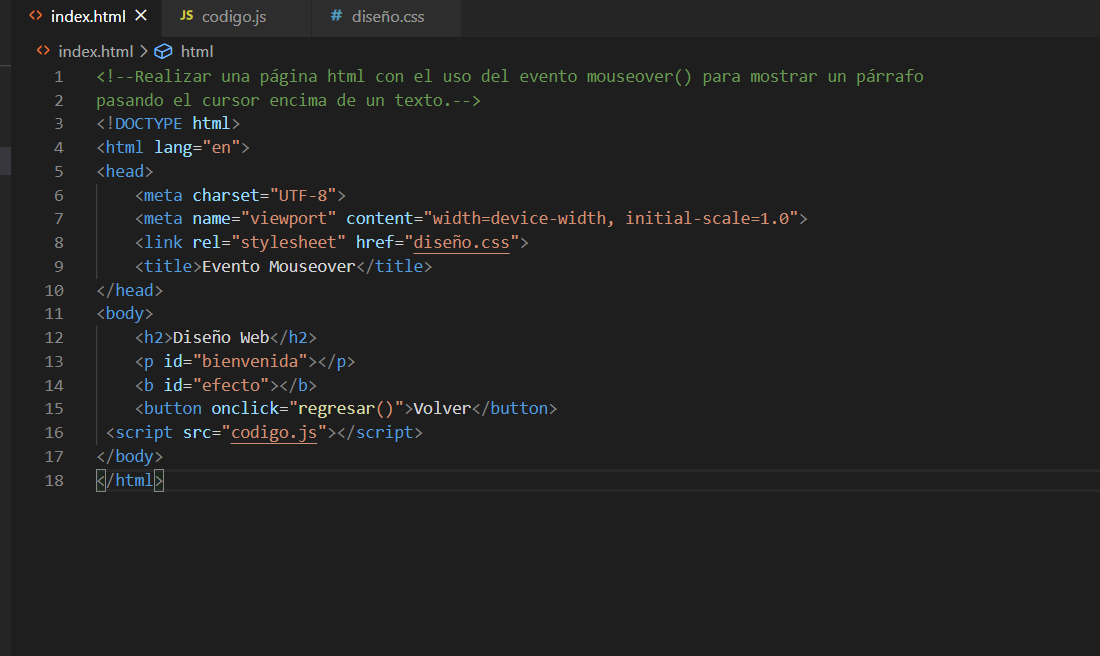 index.html
JS codigo.js
# diseño.css
index.html > html
1 <!--Realizar una página html con el uso del evento mouseover() para mostrar un párrafo
2 pasando el cursor encima de un texto.-->
3 <!DOCTYPE html>
4 <html lang="en">
5 <head>
6 <meta charset="UTF-8">
7 <meta name="viewport" content="width=device-width, initial-scale=1.0">
8 <link rel="stylesheet" href="diseño.css">
9 <title>Evento Mouseover</title>
10 </head>
11 <body>
12 <h2>Diseño Web</h2>
13 <p id="bienvenida"></p>
14 <b id="efecto"></b>
15 <button onclick="regresar()">Volver</button>
16 <script src="codigo.js"></script>
17 </body>
18 </html>